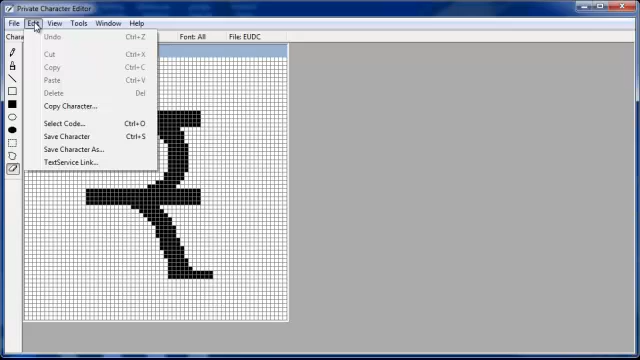 Private Character Editor
File Edit View Tools Window Help
Chara
Font: All File: EUDC
Undo Ctrl+Z
Cut Ctrl+X
Copy Ctrl+C
Paste Ctrl+V
Delete Del
Copy Character...
Select Code... Ctrl+O
Save Character Ctrl+S
Save Character As...
TextService Link...